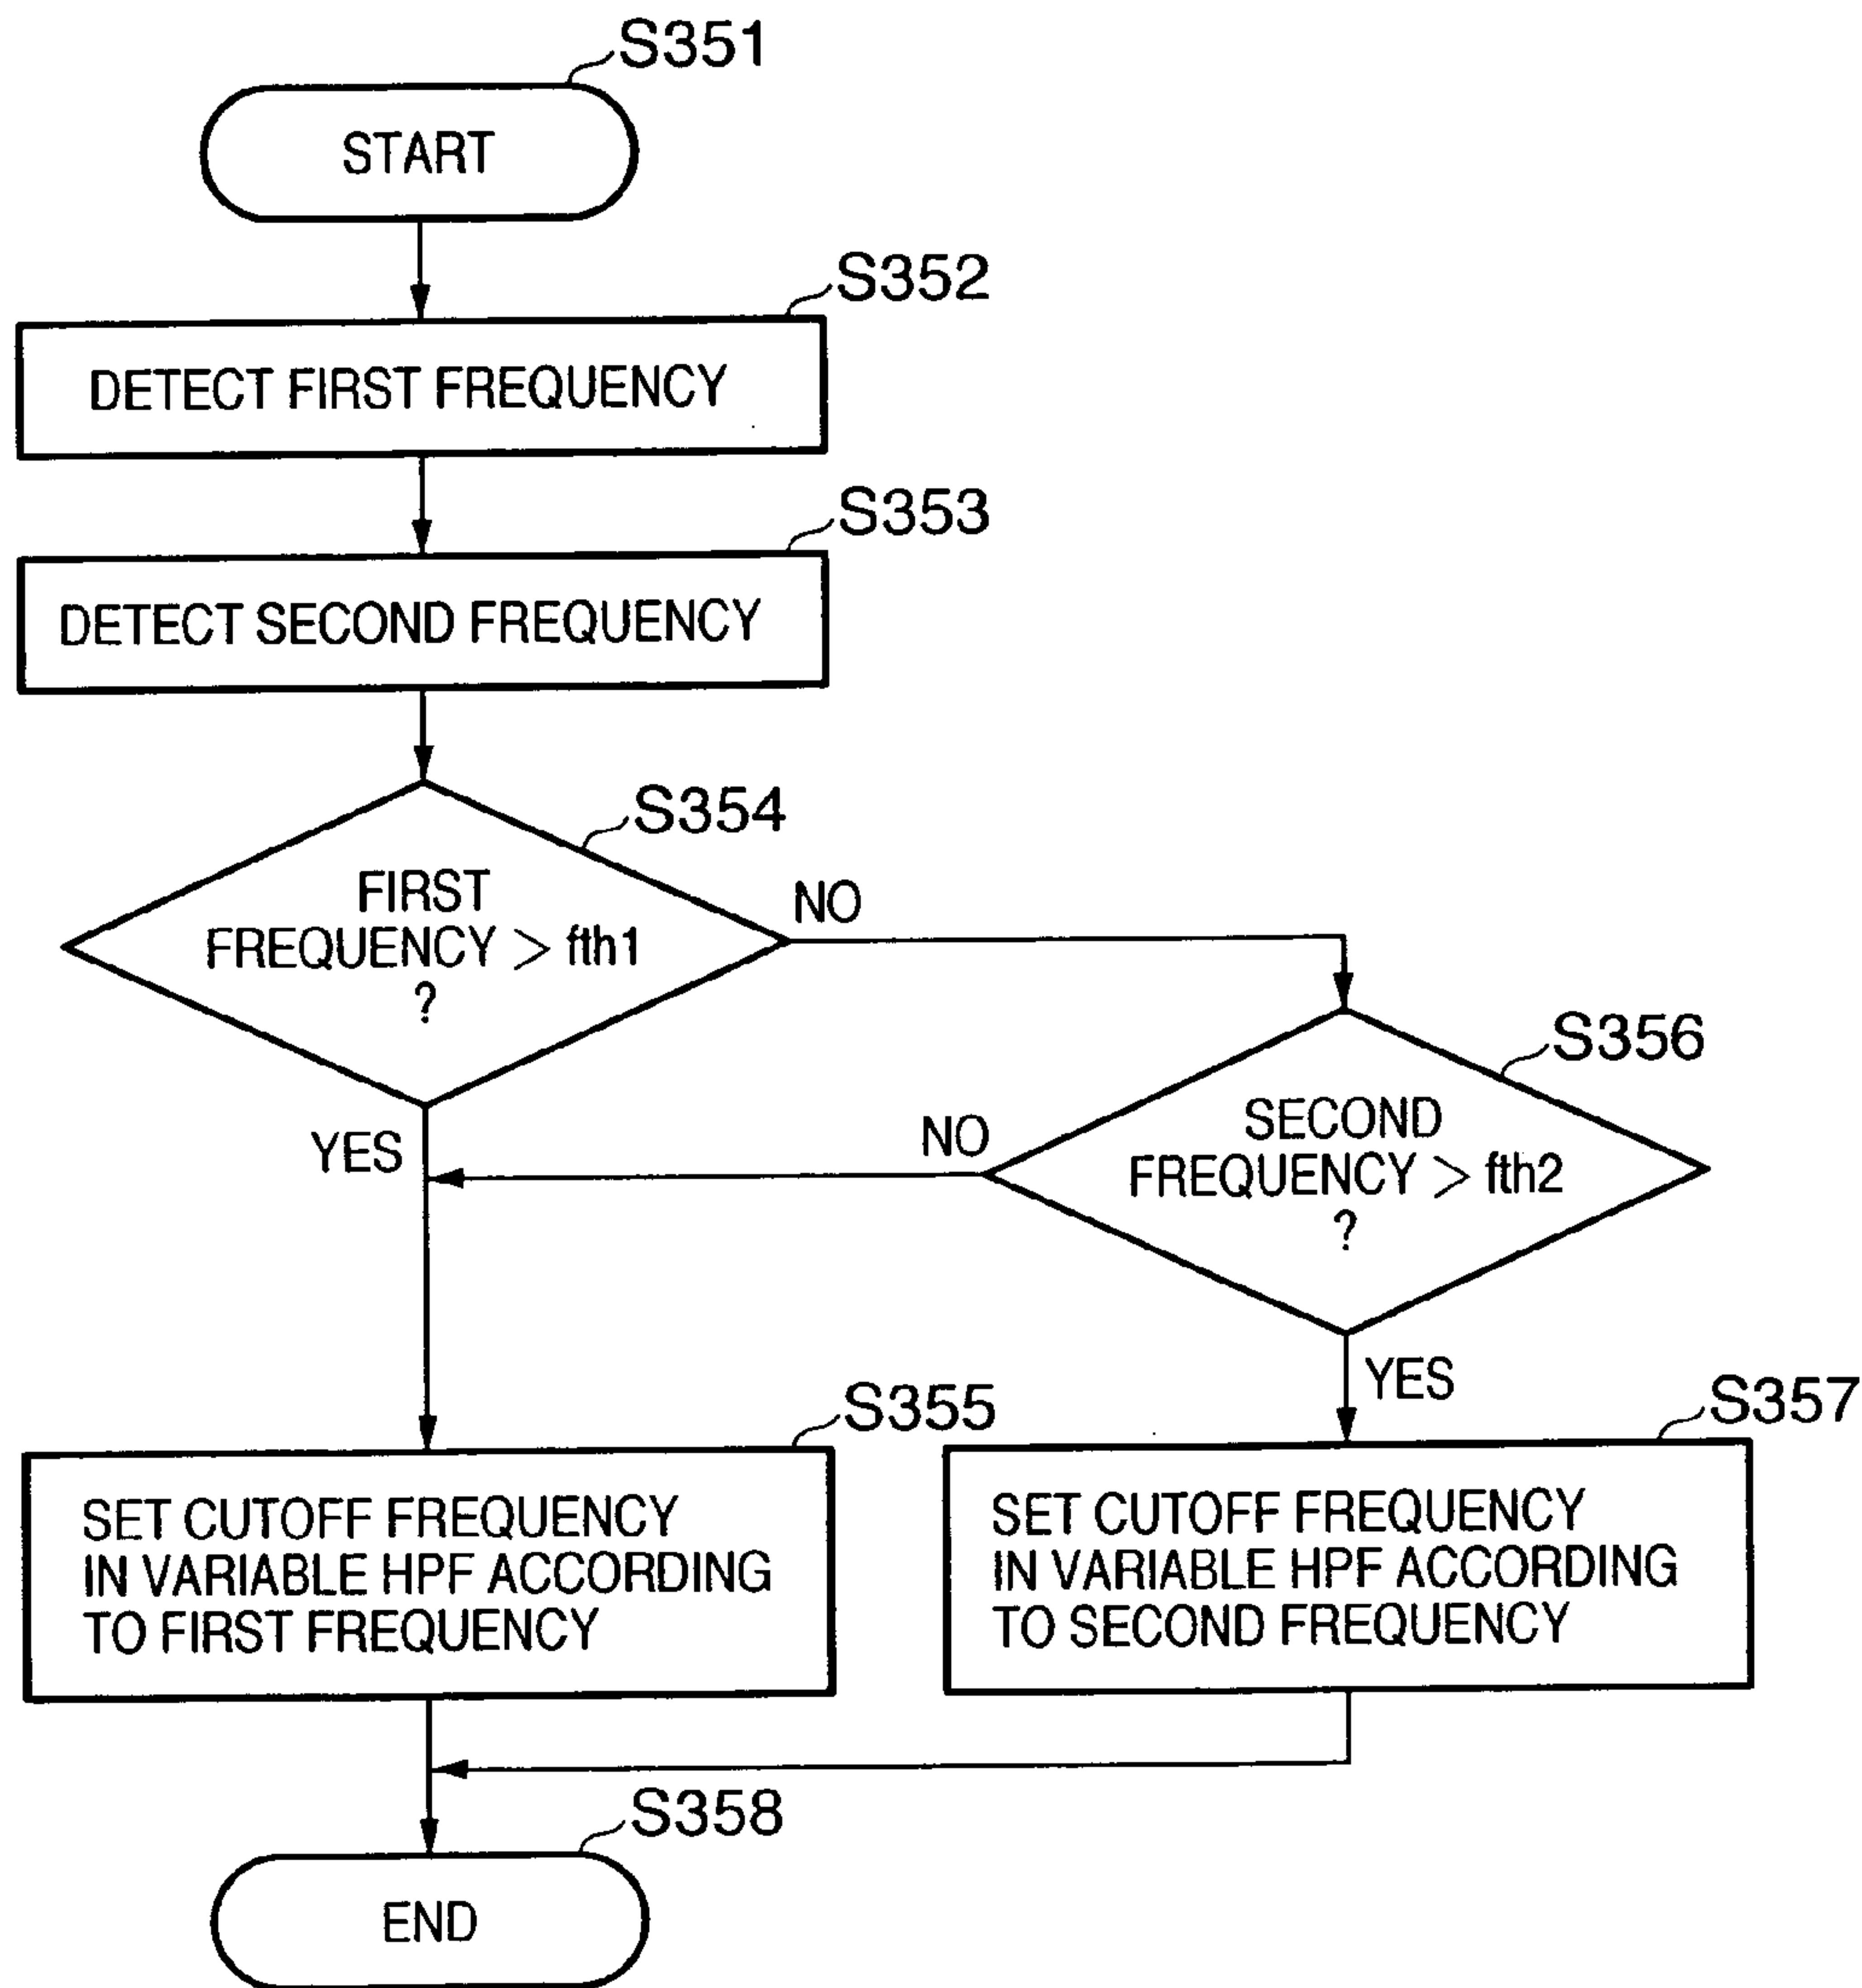 S351
START
S352
DETECT FIRST FREQUENCY
S353
DETECT SECOND FREQUENCY
S354
FIRST
FREQUENCY > fth1
?
NO
YES
S356
SECOND
FREQUENCY > fth2
?
NO
YES
S355
SET CUTOFF FREQUENCY
IN VARIABLE HPF ACCORDING
TO FIRST FREQUENCY
S357
SET CUTOFF FREQUENCY
IN VARIABLE HPF ACCORDING
TO SECOND FREQUENCY
S358
END